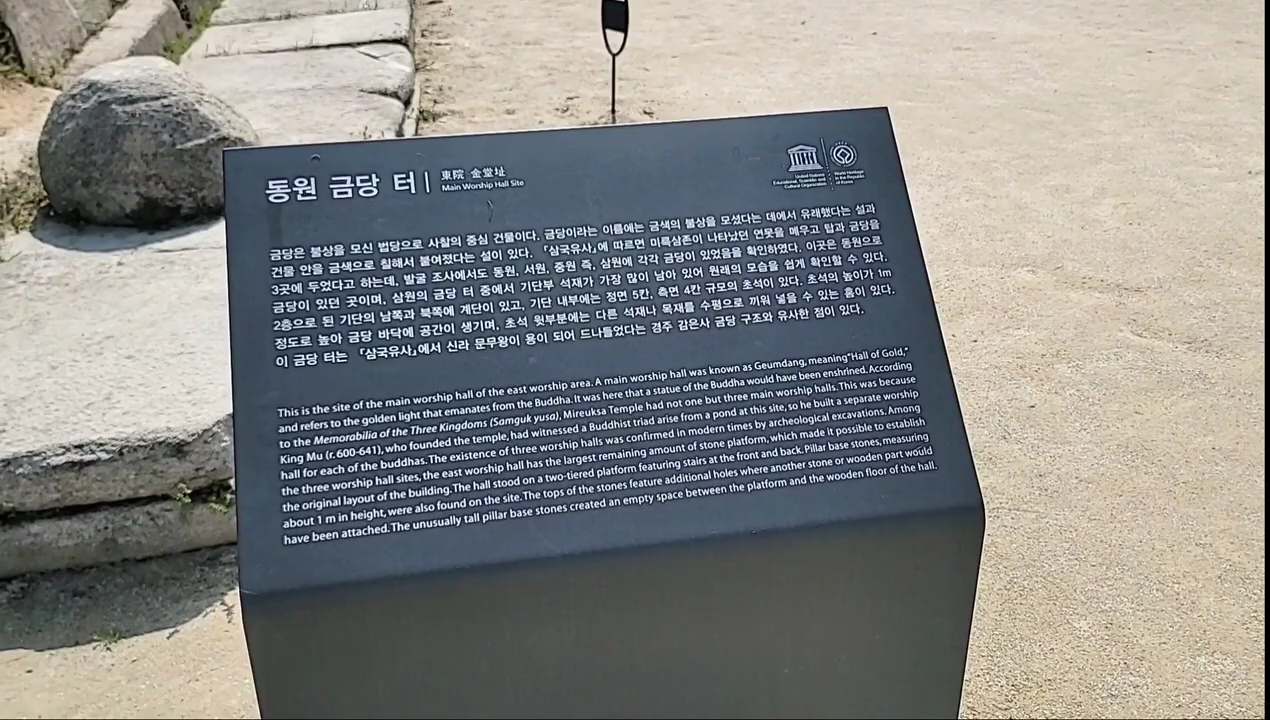 동원 금당 터 | 東院 金堂址
Main Worship Hall Site
United Nations
Educational, Scientific and
Cultural Organization
World Heritage
in the Republic
of Korea
금당은 불상을 모신 법당으로 사찰의 중심 건물이다. 금당이라는 이름에는 금색의 불상을 모셨다는 데에서 유래했다는 설과
건물 안을 금색으로 칠해서 붙여졌다는 설이 있다. 『삼국유사』에 따르면 미륵삼존이 나타났던 연못을 메우고 탑과 금당을
3곳에 두었다고 하는데, 발굴 조사에서도 동원, 서원, 중원 즉, 삼원에 각각 금당이 있었음을 확인하였다. 이곳은 동원으로
금당이 있던 곳이며, 삼원의 금당 터 중에서 기단부 석재가 가장 많이 남아 있어 원래의 모습을 쉽게 확인할 수 있다.
2층으로 된 기단의 남쪽과 북쪽에 계단이 있고, 기단 내부에는 정면 5칸, 측면 4칸 규모의 초석이 있다. 초석의 높이가 1m
정도로 높아 금당 바닥에 공간이 생기며, 초석 윗부분에는 다른 석재나 목재를 수평으로 끼워 넣을 수 있는 홈이 있다.
이 금당 터는 『삼국유사』에서 신라 문무왕이 용이 되어 드나들었다는 경주 감은사 금당 구조와 유사한 점이 있다.
This is the site of the main worship hall of the east worship area. A main worship hall was known as Geumdang, meaning "Hall of Gold,"
and refers to the golden light that emanates from the Buddha. It was here that a statue of the Buddha would have been enshrined. According
to the Memorabilia of the Three Kingdoms (Samguk yusa), Mireuksa Temple had not one but three main worship halls. This was because
King Mu (r. 600-641), who founded the temple, had witnessed a Buddhist triad arise from a pond at this site, so he built a separate worship
hall for each of the buddhas. The existence of three worship halls was confirmed in modern times by archeological excavations. Among
the three worship hall sites, the east worship hall has the largest remaining amount of stone platform, which made it possible to establish
the original layout of the building. The hall stood on a two-tiered platform featuring stairs at the front and back. Pillar base stones, measuring
about 1 m in height, were also found on the site. The tops of the stones feature additional holes where another stone or wooden part would
have been attached. The unusually tall pillar base stones created an empty space between the platform and the wooden floor of the hall.